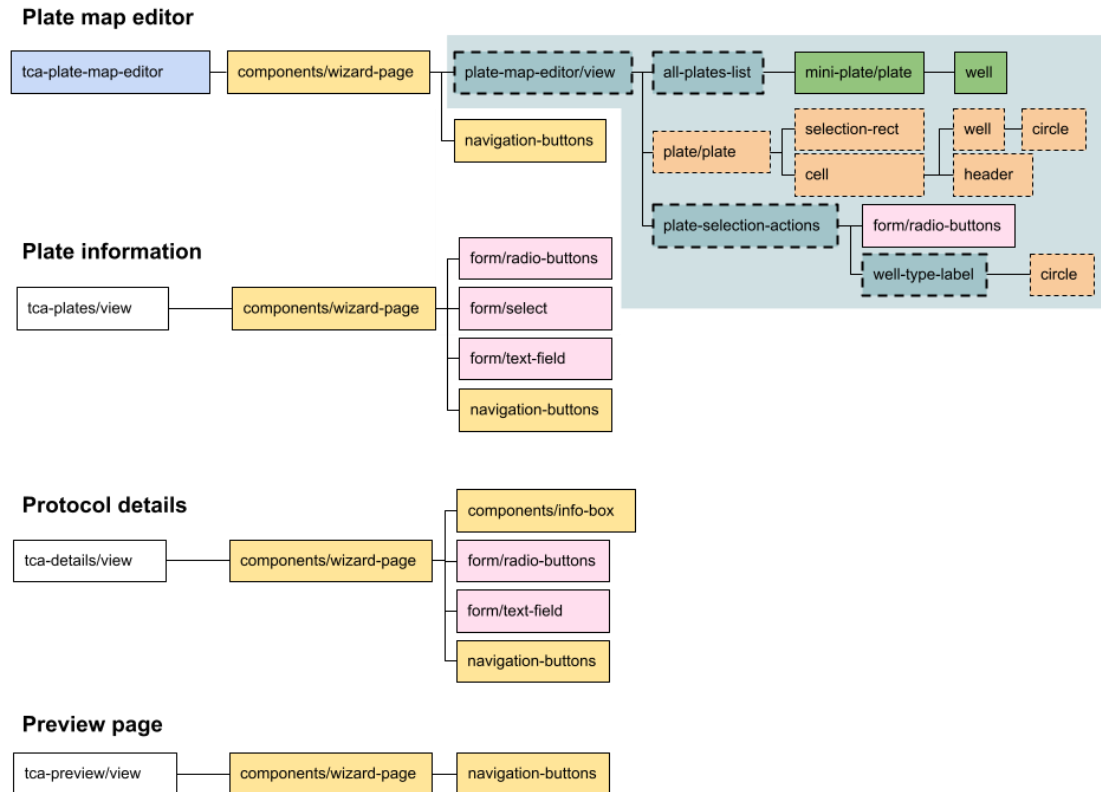 Plate map editor
tca-plate-map-editor
components/wizard-page
plate-map-editor/view
all-plates-list
mini-plate/plate
well
navigation-buttons
plate/plate
selection-rect
well
circle
cell
header
plate-selection-actions
form/radio-buttons
well-type-label
circle
Plate information
tca-plates/view
components/wizard-page
form/radio-buttons
form/select
form/text-field
navigation-buttons
Protocol details
tca-details/view
components/wizard-page
components/info-box
form/radio-buttons
form/text-field
navigation-buttons
Preview page
tca-preview/view
components/wizard-page
navigation-buttons